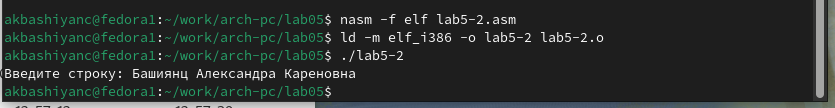 akbashiyanc@fedora1:~/work/arch-pc/lab05$ nasm -f elf lab5-2.asm
akbashiyanc@fedora1:~/work/arch-pc/lab05$ ld -m elf_i386 -o lab5-2 lab5-2.o
akbashiyanc@fedora1:~/work/arch-pc/lab05$ ./lab5-2
Введите строку: Башиянц Александра Кареновна
akbashiyanc@fedora1:~/work/arch-pc/lab05$